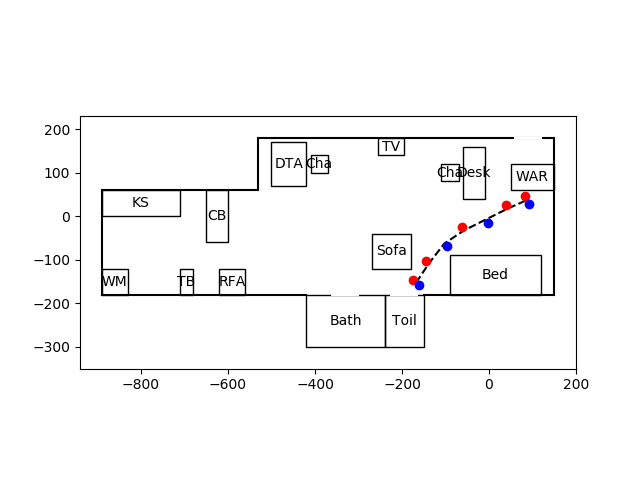 200
100
0
−100
−200
−300
KS
CB
DTA
Cha
TV
Cha
Desk
WAR
WM
TB
RFA
Sofa
Bed
Bath
Toil
−800
−600
−400
−200
0
200